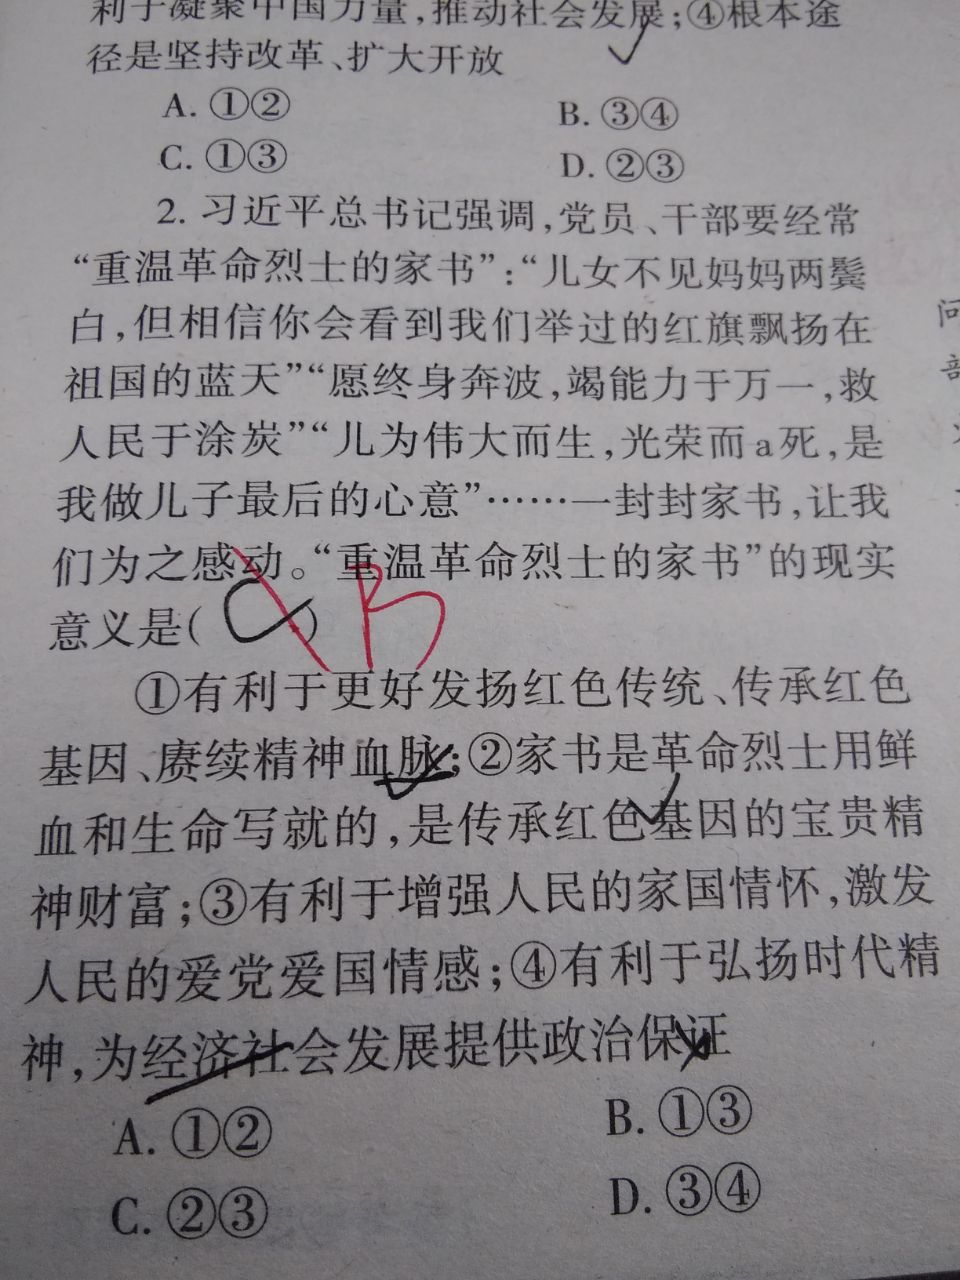 利于凝聚中国力量,推动社会发展;④根本途
径是坚持改革、扩大开放
A. ①② B. ③④
C. ①③ D. ②③
2. 习近平总书记强调,党员、干部要经常
“重温革命烈士的家书”:“儿女不见妈妈两鬓
白,但相信你会看到我们举过的红旗飘扬在
祖国的蓝天”“愿终身奔波,竭能力于万一,救
人民于涂炭”“儿为伟大而生,光荣而a死,是
我做儿子最后的心意”……一封封家书,让我
们为之感动。“重温革命烈士的家书”的现实
意义是( ) B
①有利于更好发扬红色传统、传承红色
基因、赓续精神血脉;②家书是革命烈士用鲜
血和生命写就的,是传承红色基因的宝贵精
神财富;③有利于增强人民的家国情怀,激发
人民的爱党爱国情感;④有利于弘扬时代精
神,为经济社会发展提供政治保证
A. ①② B. ①③
C. ②③ D. ③④
问